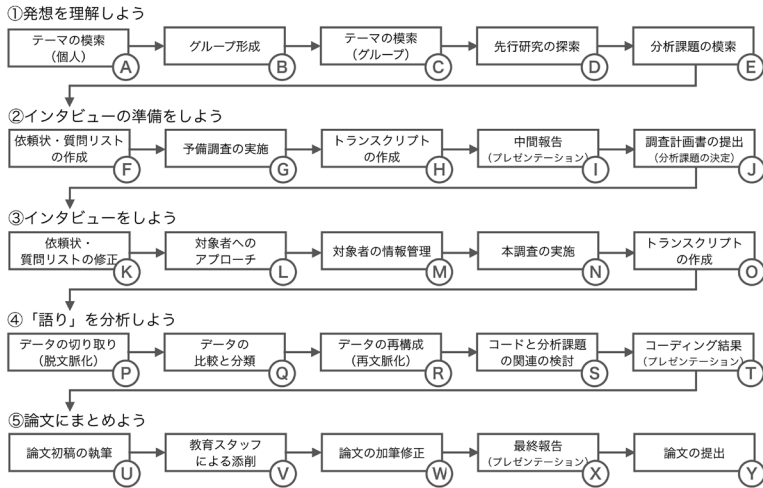 ①発想を理解しよう
テーマの模索
（個人）
A
グループ形成
B
テーマの模索
（グループ）
C
先行研究の探索
D
分析課題の模索
E
②インタビューの準備をしよう
依頼状・質問リスト
の作成
F
予備調査の実施
G
トランスクリプト
の作成
H
中間報告
（プレゼンテーション）
I
調査計画書の提出
（分析課題の決定）
J
③インタビューをしよう
依頼状・
質問リストの修正
K
対象者への
アプローチ
L
対象者の情報管理
M
本調査の実施
N
トランスクリプト
の作成
O
④「語り」を分析しよう
データの切り取り
（脱文脈化）
P
データの
比較と分類
Q
データの再構成
（再文脈化）
R
コードと分析課題
の関連の検討
S
コーディング結果
（プレゼンテーション）
T
⑤論文にまとめよう
論文初稿の執筆
U
教育スタッフ
による添削
V
論文の加筆修正
W
最終報告
（プレゼンテーション）
X
論文の提出
Y